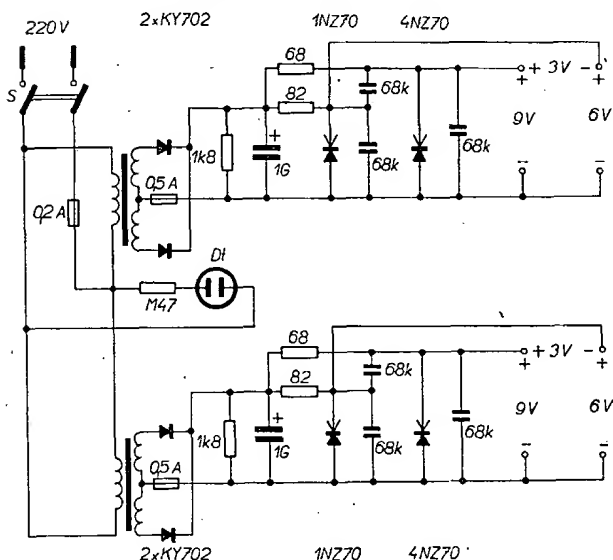 220V
2xKY702
1NZ70
4NZ70
S
68
82
68k
68k
68k
+
1k8
1G
+ 3V -
+
+
9V
6V
-
-
0,5A
0,2A
M47
Dt
68
82
68k
68k
68k
+
1k8
1G
+ 3V -
+
+
9V
6V
-
-
0,5A
2xKY702
1NZ70
4NZ70